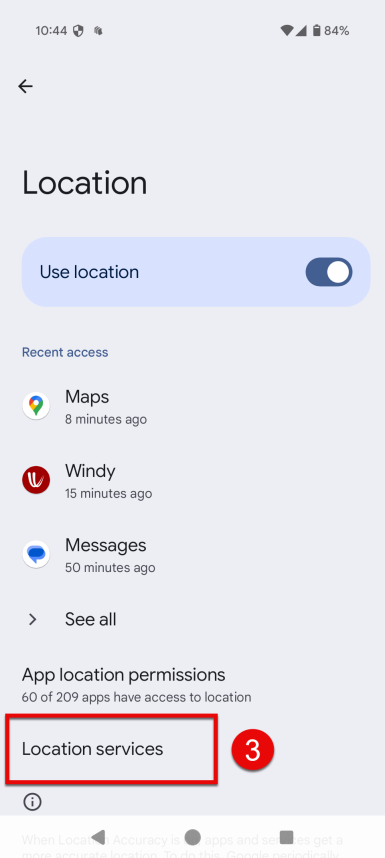 10:44
84%
Location
Use location
Recent access
Maps
8 minutes ago
Windy
15 minutes ago
Messages
50 minutes ago
See all
App location permissions
60 of 209 apps have access to location
Location services
3
When Location Accuracy is apps and services get a
more accurate location. To do this, Google periodically